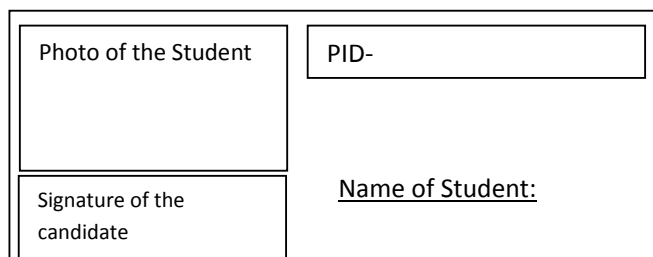 Photo of the Student
PID-
Signature of the
candidate
Name of Student: